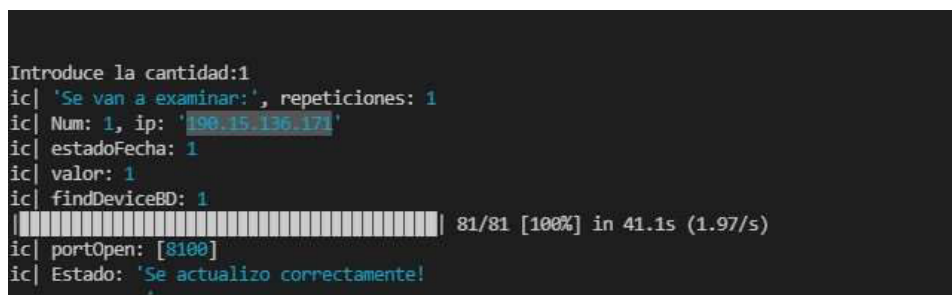 Introduce la cantidad:1
ic| 'Se van a examinar:', repeticiones: 1
ic| Num: 1, ip: '190.15.136.171'
ic| estadoFecha: 1
ic| valor: 1
ic| findDeviceBD: 1
81/81 [100%] in 41.1s (1.97/s)
ic| portOpen: [8100]
ic| Estado: 'Se actualizo correctamente!